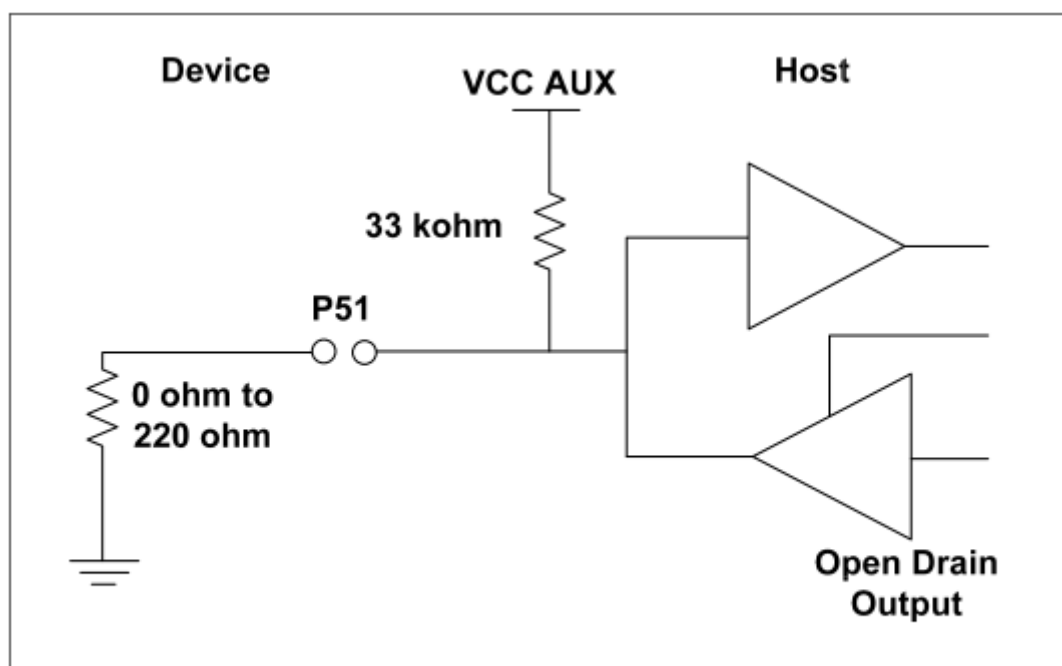 Device
VCC AUX
Host
33 kohm
P51
0 ohm to
220 ohm
Open Drain
Output